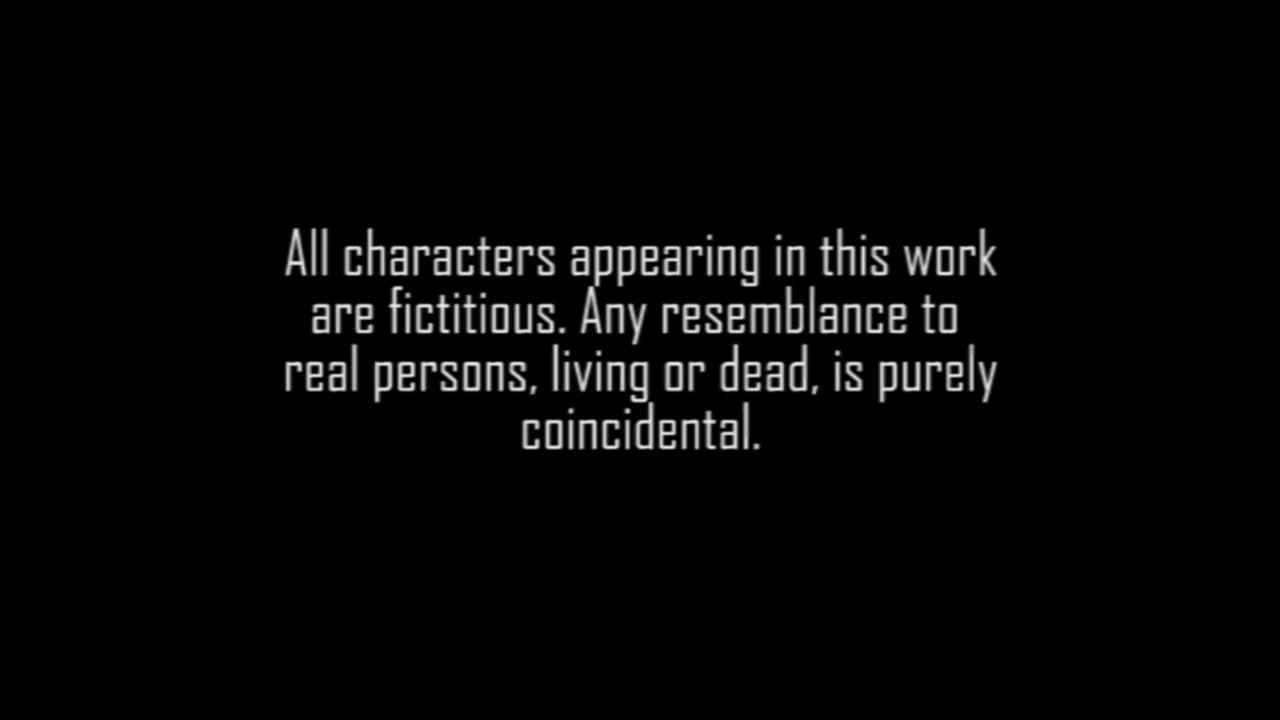 All characters appearing in this work
are fictitious. Any resemblance to
real persons, living or dead, is purely
coincidental.